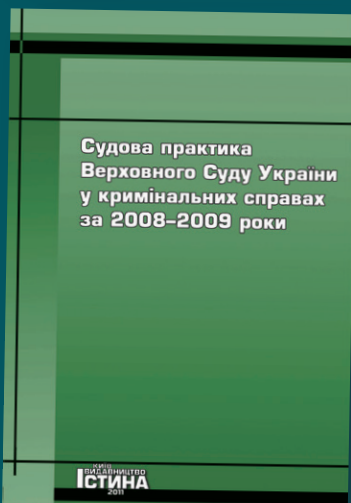 Судова практика
Верховного Суду України
у кримінальних справах
за 2008–2009 роки
КИЇВ
ВИДАВНИЦТВО
ІСТИНА
2011